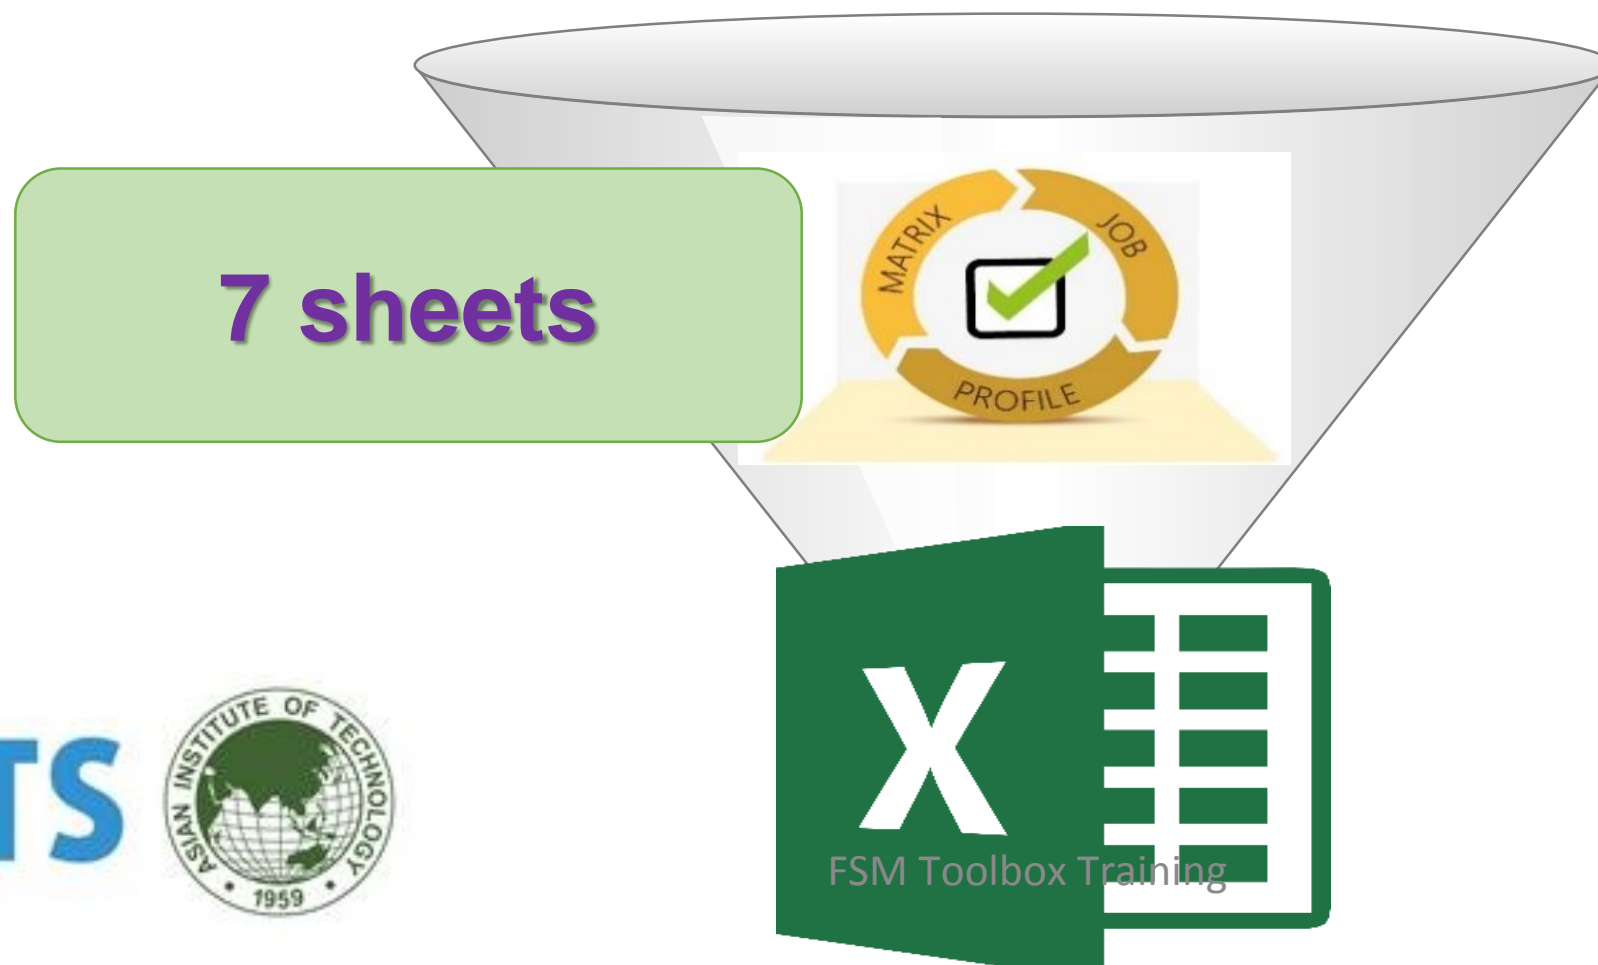 7 sheets
MATRIX
JOB
PROFILE
X
TS
ASIAN INSTITUTE OF TECHNOLOGY
• 1959 •
FSM Toolbox Training